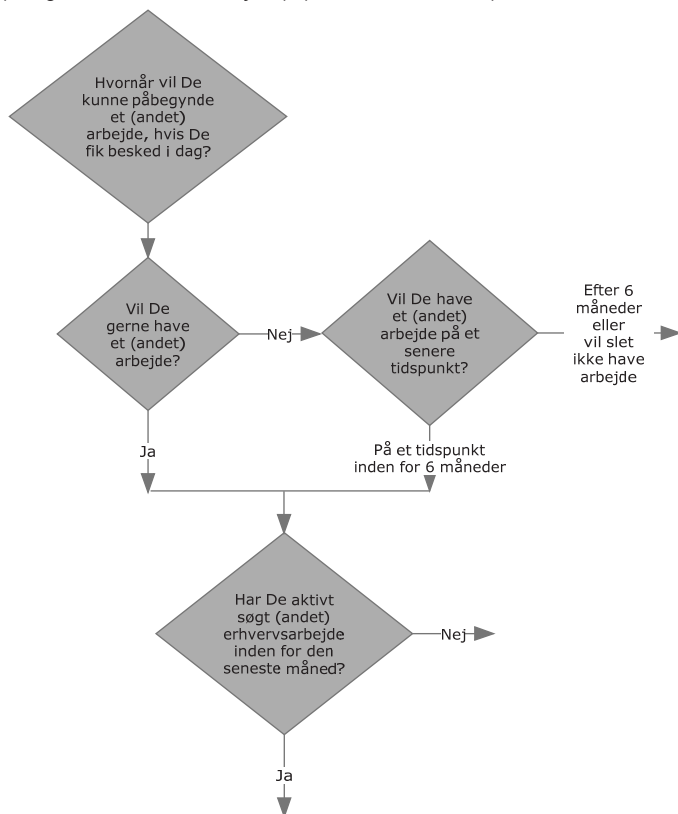 Hvornår vil De
kunne påbegynde
et (andet)
arbejde, hvis De
fik besked i dag?
Vil De
gerne have
et (andet)
arbejde?
Nej
Vil De have
et (andet)
arbejde på et
senere
tidspunkt?
Efter 6
måneder
eller
vil slet
ikke have
arbejde
Ja
På et tidspunkt
inden for 6 måneder
Har De aktivt
søgt (andet)
erhvervsarbejde
inden for den
seneste måned?
Nej
Ja